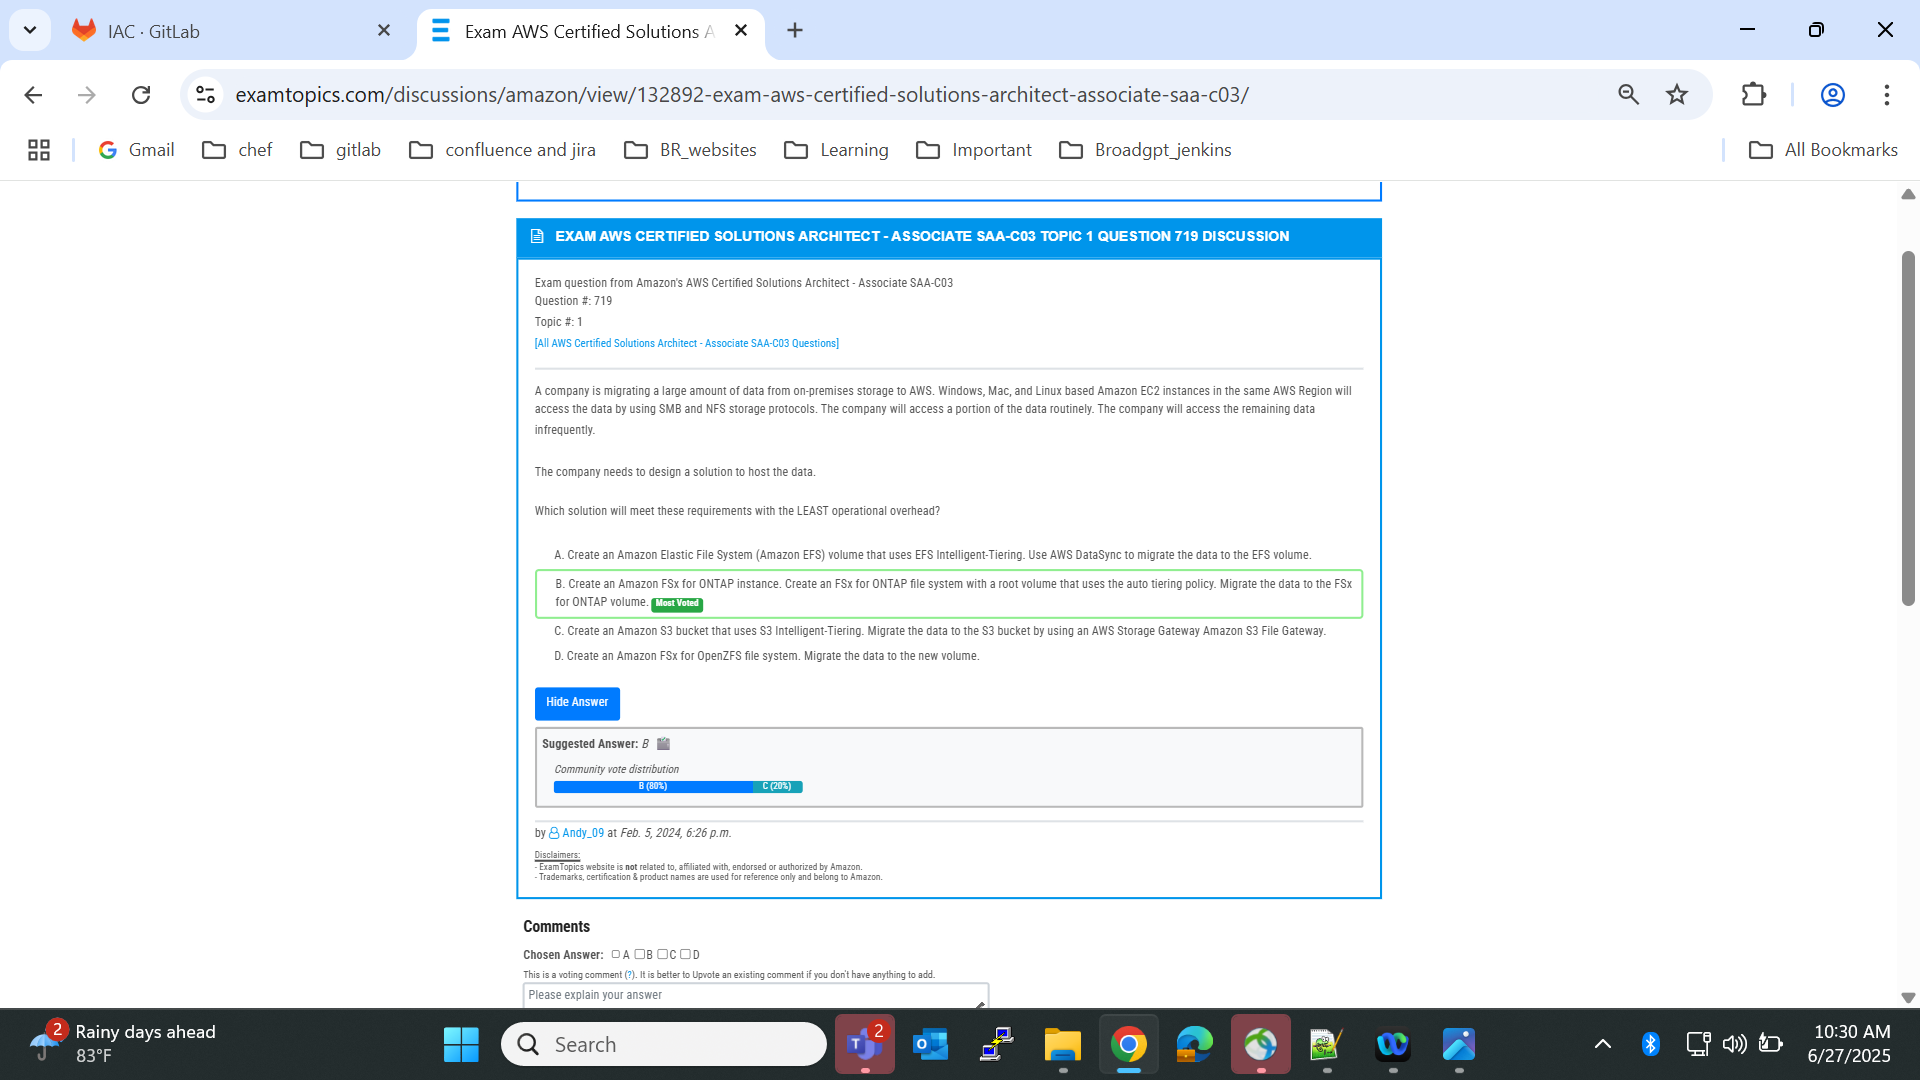 IAC · GitLab
Exam AWS Certified Solutions A
examtopics.com/discussions/amazon/view/132892-exam-aws-certified-solutions-architect-associate-saa-c03/
Gmail
chef
gitlab
confluence and jira
BR_websites
Learning
Important
Broadgpt_jenkins
All Bookmarks
EXAM AWS CERTIFIED SOLUTIONS ARCHITECT - ASSOCIATE SAA-C03 TOPIC 1 QUESTION 719 DISCUSSION
Exam question from Amazon's AWS Certified Solutions Architect - Associate SAA-C03
Question #: 719
Topic #: 1
[All AWS Certified Solutions Architect - Associate SAA-C03 Questions]
A company is migrating a large amount of data from on-premises storage to AWS. Windows, Mac, and Linux based Amazon EC2 instances in the same AWS Region will
access the data by using SMB and NFS storage protocols. The company will access a portion of the data routinely. The company will access the remaining data
infrequently.
The company needs to design a solution to host the data.
Which solution will meet these requirements with the LEAST operational overhead?
A. Create an Amazon Elastic File System (Amazon EFS) volume that uses EFS Intelligent-Tiering. Use AWS DataSync to migrate the data to the EFS volume.
B. Create an Amazon FSx for ONTAP instance. Create an FSx for ONTAP file system with a root volume that uses the auto tiering policy. Migrate the data to the FSx
for ONTAP volume. Most Voted
C. Create an Amazon S3 bucket that uses S3 Intelligent-Tiering. Migrate the data to the S3 bucket by using an AWS Storage Gateway Amazon S3 File Gateway.
D. Create an Amazon FSx for OpenZFS file system. Migrate the data to the new volume.
Hide Answer
Suggested Answer: B
Community vote distribution
B (80%) C (20%)
by Andy_09 at Feb. 5, 2024, 6:26 p.m.
Disclaimers:
- ExamTopics website is not related to, affiliated with, endorsed or authorized by Amazon.
- Trademarks, certification & product names are used for reference only and belong to Amazon.
Comments
Chosen Answer: A B C D
This is a voting comment (?). It is better to Upvote an existing comment if you don't have anything to add.
Please explain your answer
2
Rainy days ahead
83°F
Search
2
10:30 AM
6/27/2025